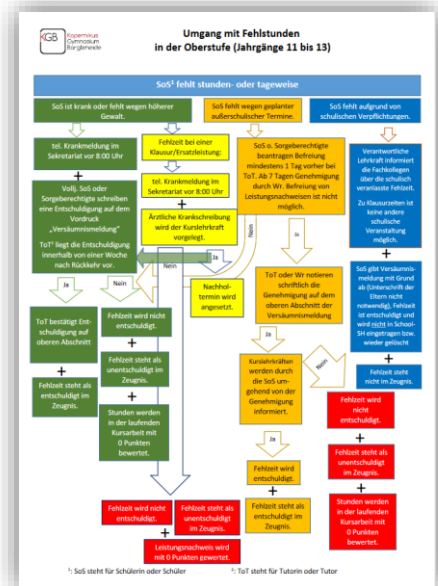 KGB
Kopernikus
Gymnasium
Bargteheide
Umgang mit Fehlstunden
in der Oberstufe (Jahrgänge 11 bis 13)
SoS¹ fehlt stunden- oder tageweise
SoS ist krank oder fehlt wegen höherer
Gewalt.
SoS fehlt wegen geplanter
außerschulischer Termine.
SoS fehlt aufgrund von
schulischen Verpflichtungen.
tel. Krankmeldung im
Sekretariat vor 8:00 Uhr
+
Vollj. SoS oder
Sorgeberechtigte schreiben
eine Entschuldigung auf dem
Vordruck
„Versäumnismeldung“
ToT² liegt die Entschuldigung
innerhalb von einer Woche
nach Rückkehr vor.
Ja
Nein
ToT bestätigt Ent-
schuldigung auf
oberen Abschnitt
+
Fehlzeit steht als
entschuldigt im
Zeugnis.
Fehlzeit wird nicht
entschuldigt.
+
Fehlzeit steht als
unentschuldigt im
Zeugnis.
+
Stunden werden
in der laufenden
Kursarbeit mit
0 Punkten
bewertet.
Fehlzeit bei einer
Klausur/Ersatzleistung:
tel. Krankmeldung im
Sekretariat vor 8:00 Uhr
+
Ärztliche Krankschreibung
wird der Kurslehrkraft
vorgelegt.
Nein
Ja
Nachhol-
termin wird
angesetzt.
Fehlzeit wird nicht
entschuldigt.
+
Fehlzeit steht als
unentschuldigt
im Zeugnis.
+
Leistungsnachweis wird
mit 0 Punkten gewertet.
SoS o. Sorgeberechtigte
beantragen Befreiung
mindestens 1 Tag vorher bei
ToT. Ab 7 Tagen Genehmigung
durch Wr. Befreiung von
Leistungsnachweisen ist nicht
möglich.
Nein
Ja
ToT oder Wr notieren
schriftlich die
Genehmigung auf dem
oberen Abschnitt der
Versäumnismeldung
+
Kurslehrkräften
werden durch
die SoS um-
gehend von der
Genehmigung
informiert.
Nein
Ja
Fehlzeit wird
entschuldigt.
+
Fehlzeit steht als
entschuldigt im
Zeugnis.
Verantwortliche
Lehrkraft informiert
die Fachkollegen
über die schulisch
veranlasste Fehlzeit.
Zu Klausurzeiten ist
keine andere
schulische
Veranstaltung
möglich.
+
SoS gibt Versäumnis-
meldung mit Grund
ab (Unterschrift der
Eltern nicht
notwendig), Fehlzeit
ist entschuldigt und
wird nicht in School-
SH eingetragen bzw.
wieder gelöscht
+
Fehlzeit steht
nicht im Zeugnis.
Fehlzeit wird
nicht
entschuldigt.
+
Fehlzeit steht als
unentschuldigt
im Zeugnis.
+
Stunden werden
in der laufenden
Kursarbeit mit
0 Punkten
bewertet.
¹: SoS steht für Schülerin oder Schüler
²: ToT steht für Tutorin oder Tutor